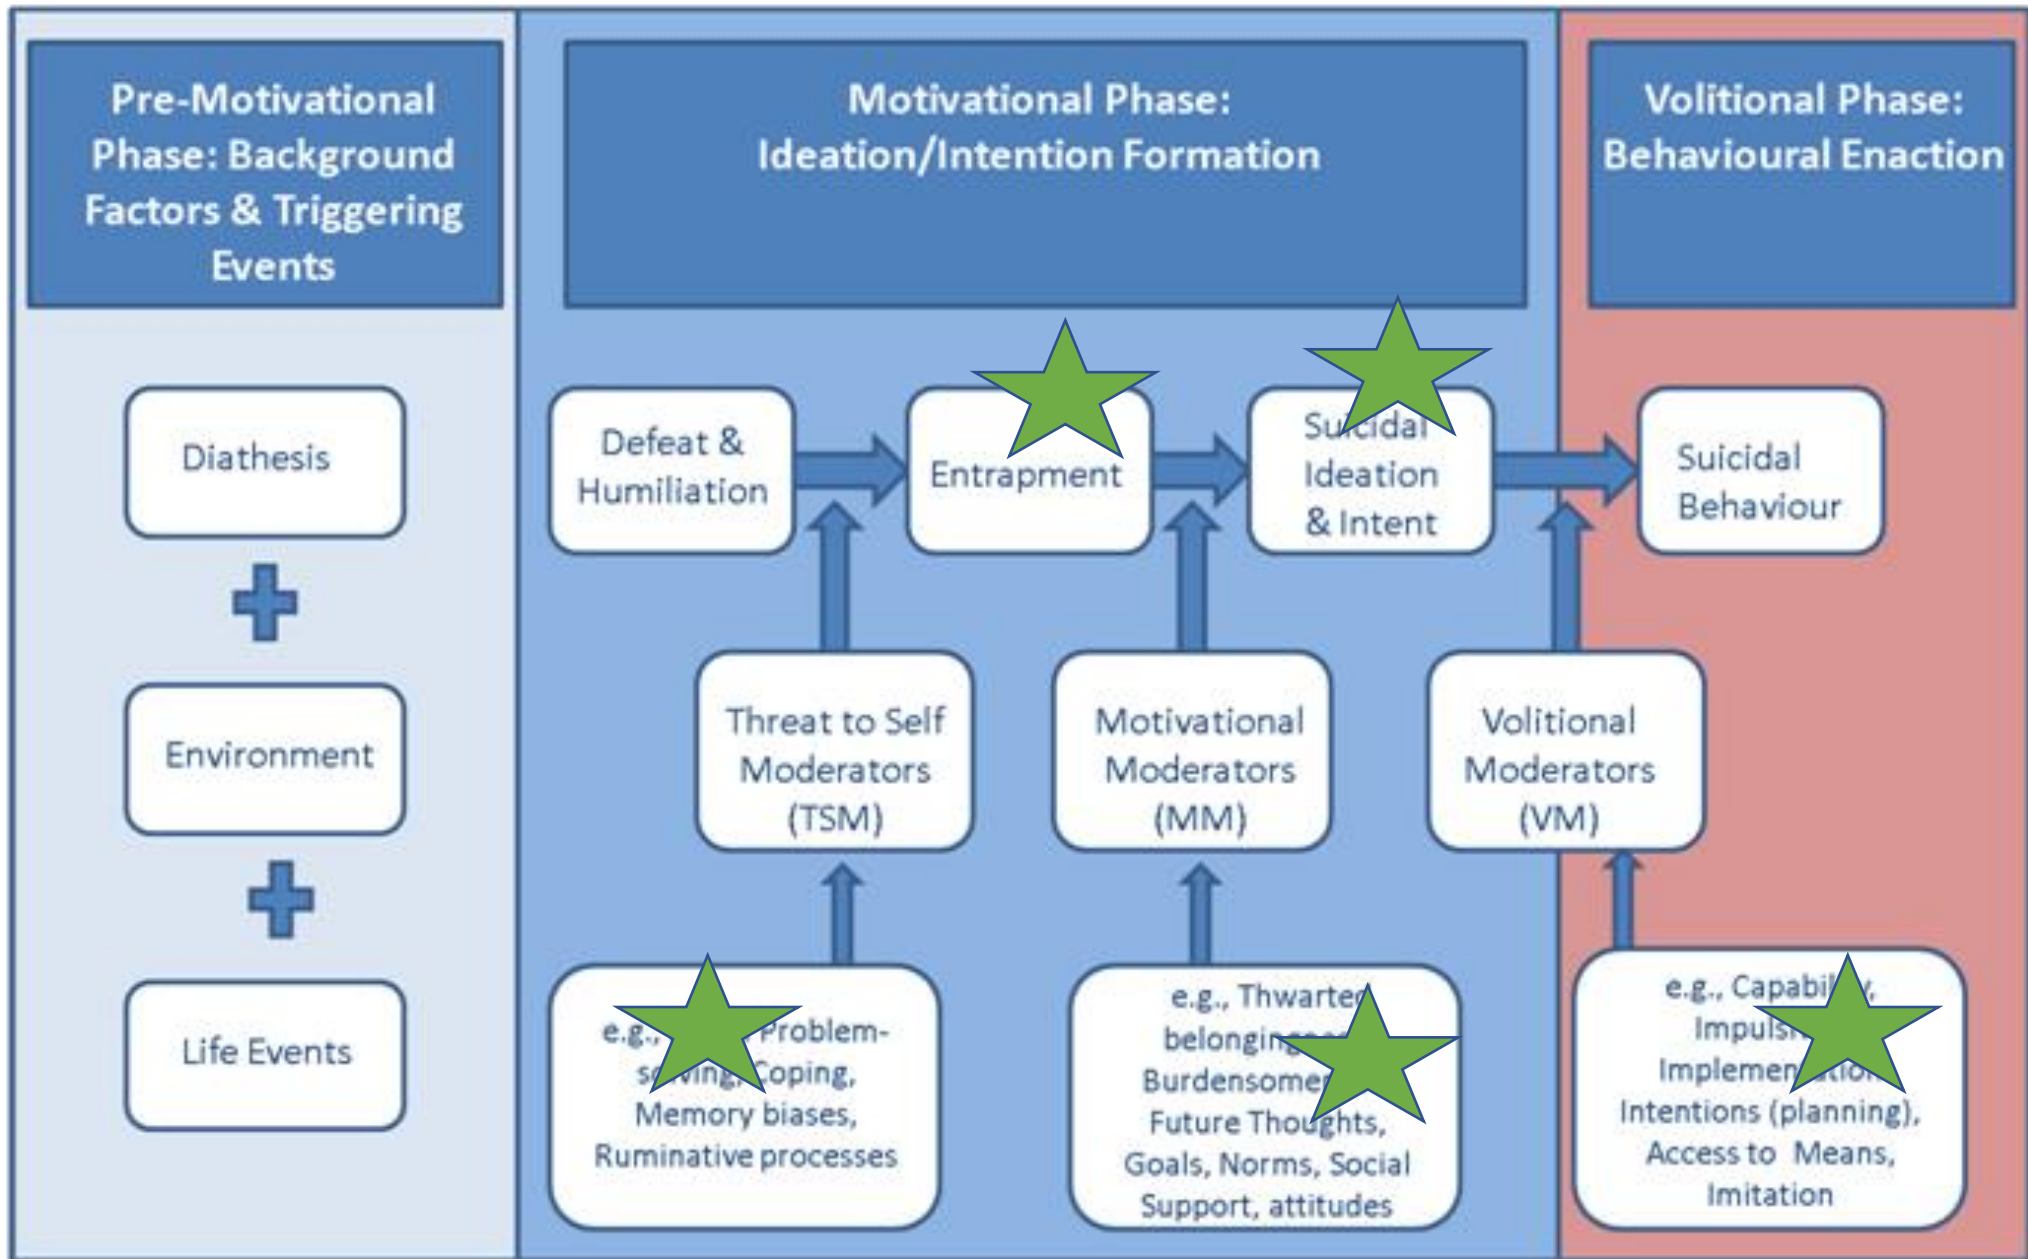 Pre-Motivational
Phase: Background
Factors & Triggering
Events
Motivational Phase:
Ideation/Intention Formation
Volitional Phase:
Behavioural Enaction
Diathesis
Environment
Life Events
Defeat &
Humiliation
Entrapment
Suicidal
Ideation
& Intent
Suicidal
Behaviour
Threat to Self
Moderators
(TSM)
Motivational
Moderators
(MM)
Volitional
Moderators
(VM)
e.g., Problem-
solving, Coping,
Memory biases,
Ruminative processes
e.g., Thwarted
Future Thoughts,
Goals, Norms, Social
Support, attitudes
e.g., Capability,
Implementation
Intentions (planning),
Access to Means,
Imitation